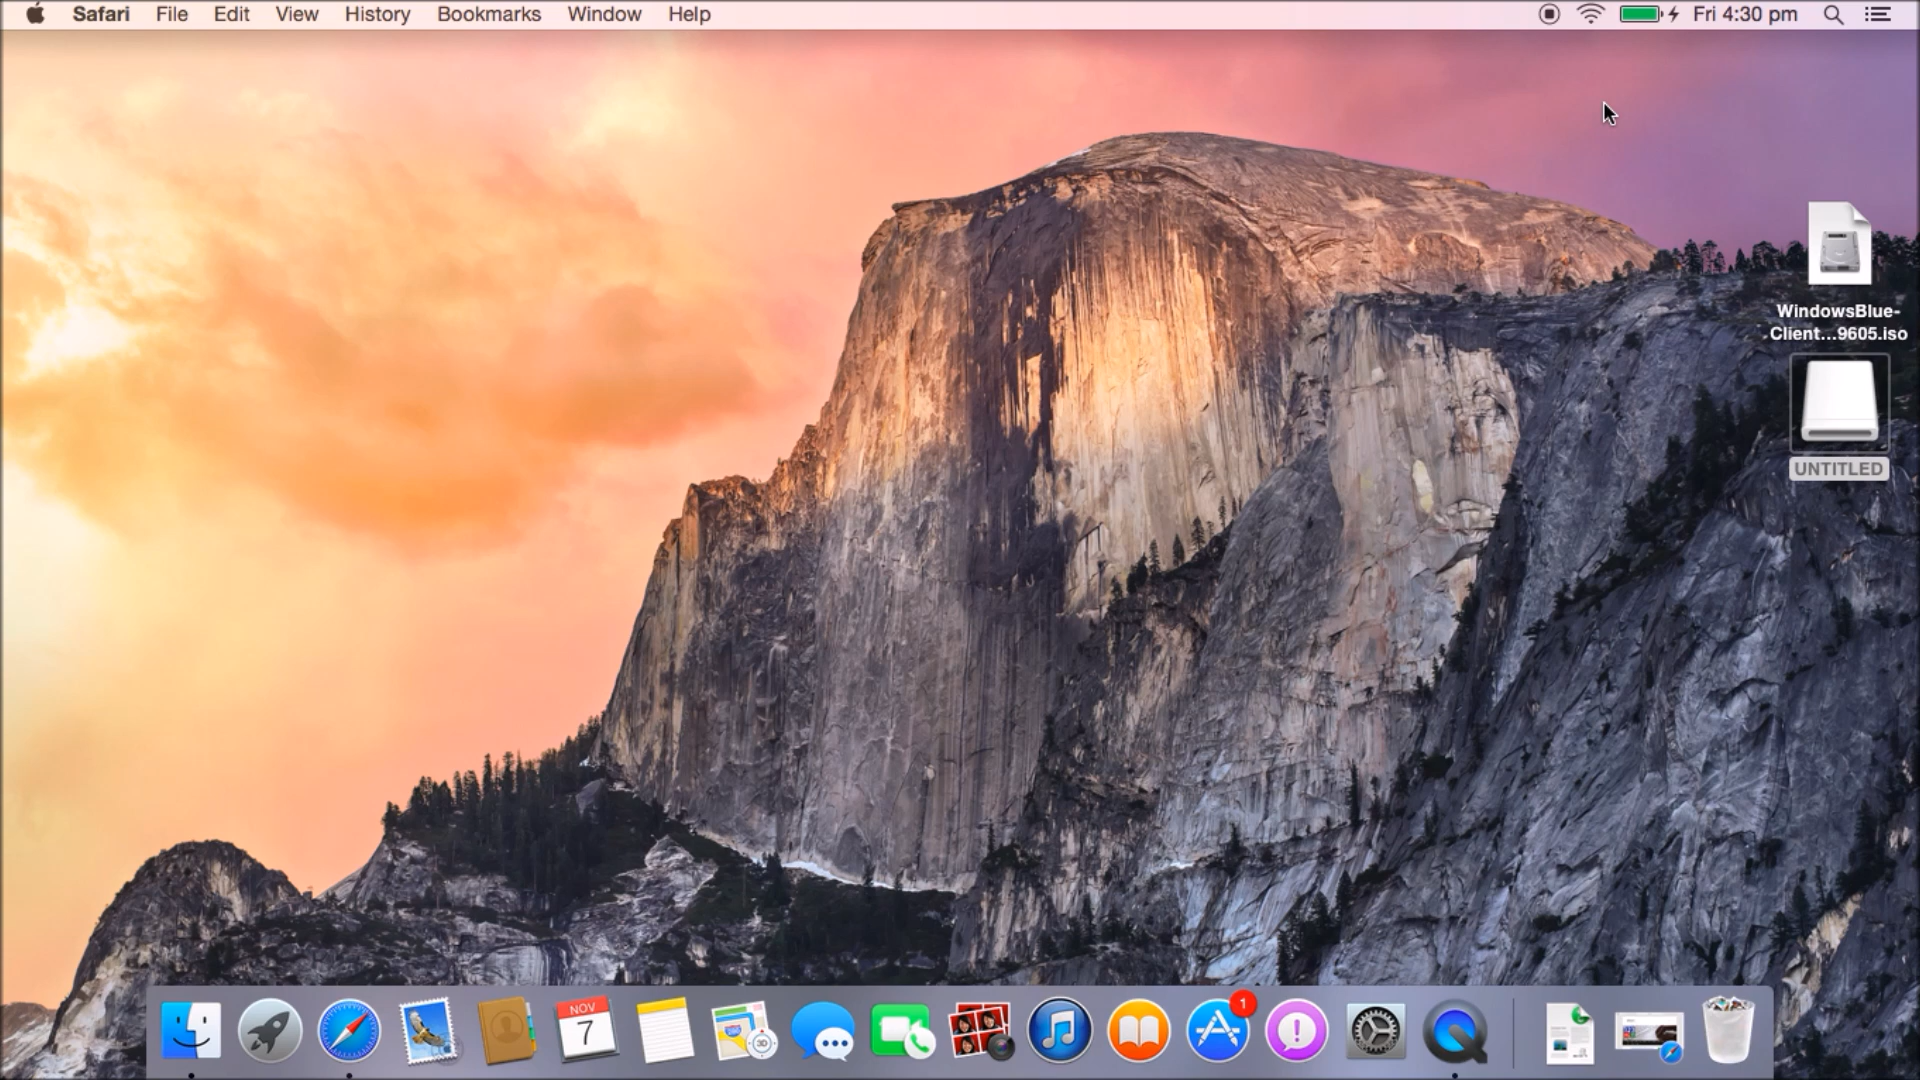 Safari File Edit View History Bookmarks Window Help Fri 4:30 pm
WindowsBlue-
Client...9605.iso
UNTITLED
NOV
7
3D
1